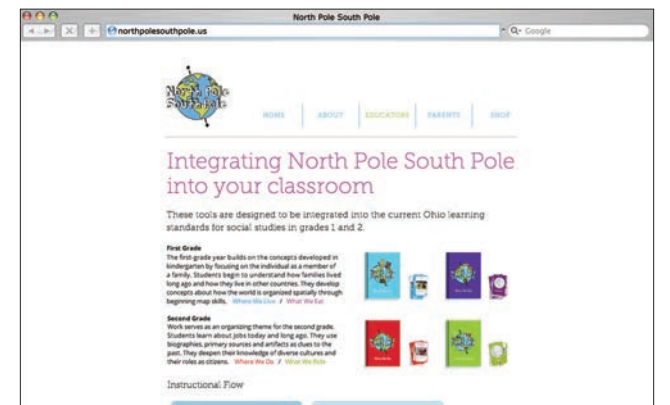 North Pole South Pole
northpolesouthpole.us
Google
North Pole
South Pole
HOME
ABOUT
EDUCATORS
PARENTS
SHOP
Integrating North Pole South Pole
into your classroom
These tools are designed to be integrated into the current Ohio learning
standards for social studies in grades 1 and 2.
First Grade
The first-grade year builds on the concepts developed in
kindergarten by focusing on the individual as a member of
a family. Students begin to understand how families lived
long ago and how they live in other countries. They develop
concepts about how the world is organized spatially through
beginning map skills. Where We Live / What We Eat
Second Grade
Work serves as an organizing theme for the second grade.
Students learn about jobs today and long ago. They use
biographies, primary sources and artifacts as clues to the
past. They deepen their knowledge of diverse cultures and
their roles as citizens. Where We Do / What We Ride
Instructional Flow